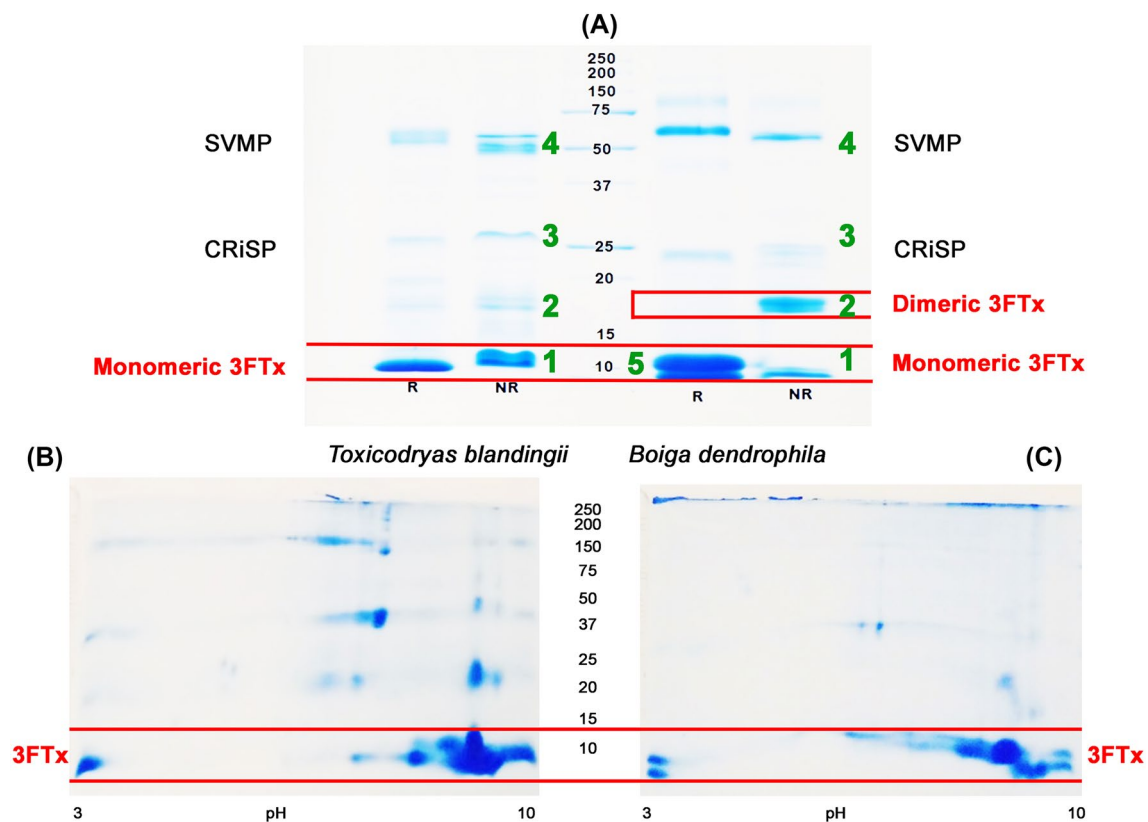 (A)
250
200
150
75
SVMP 4 50 4 SVMP
37
CRiSP 3 25 3 CRiSP
20
2 2 Dimeric 3FTx
15
Monomeric 3FTx 1 10 5 1 Monomeric 3FTx
R NR R NR
(B) Toxicodryas blandingii Boiga dendrophila (C)
250
200
150
75
50
37
25
20
15
3FTx 10 3FTx
3 pH 10 3 pH 10